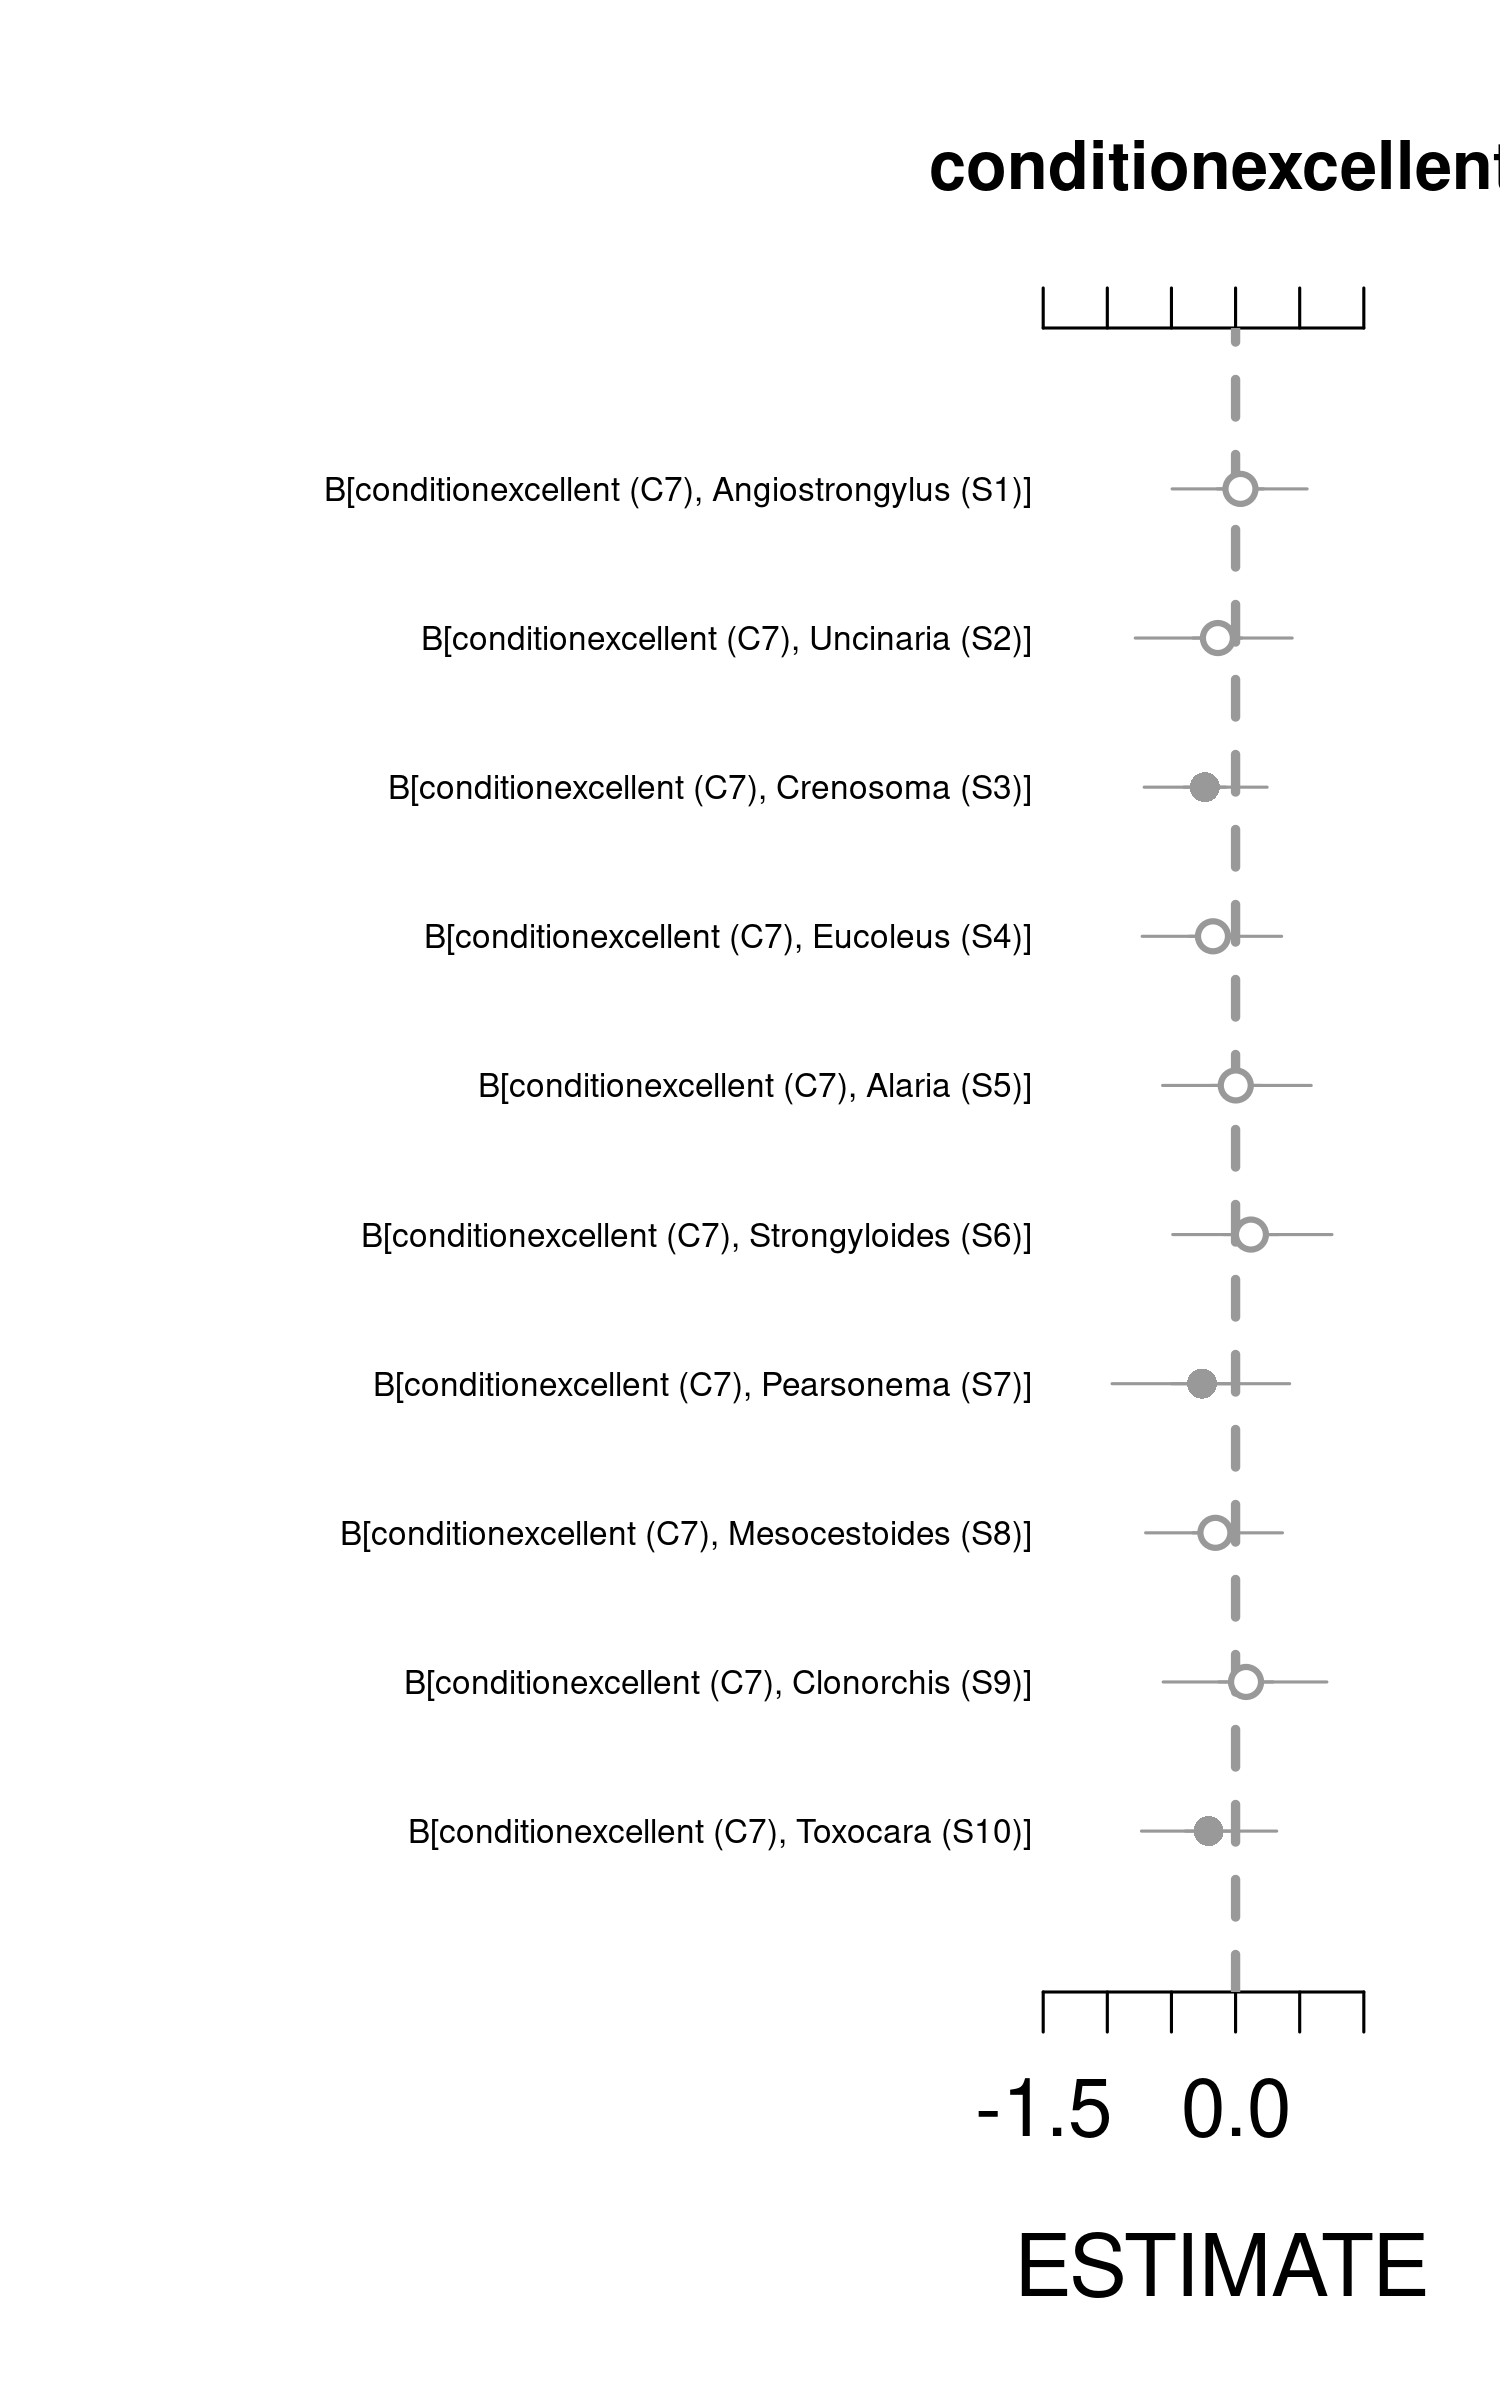 conditionexcellent
B[conditionexcellent (C7), Angiostrongylus (S1)]
B[conditionexcellent (C7), Uncinaria (S2)]
B[conditionexcellent (C7), Crenosoma (S3)]
B[conditionexcellent (C7), Eucoleus (S4)]
B[conditionexcellent (C7), Alaria (S5)]
B[conditionexcellent (C7), Strongyloides (S6)]
B[conditionexcellent (C7), Pearsonema (S7)]
B[conditionexcellent (C7), Mesocestoides (S8)]
B[conditionexcellent (C7), Clonorchis (S9)]
B[conditionexcellent (C7), Toxocara (S10)]
-1.5 0.0
ESTIMATE